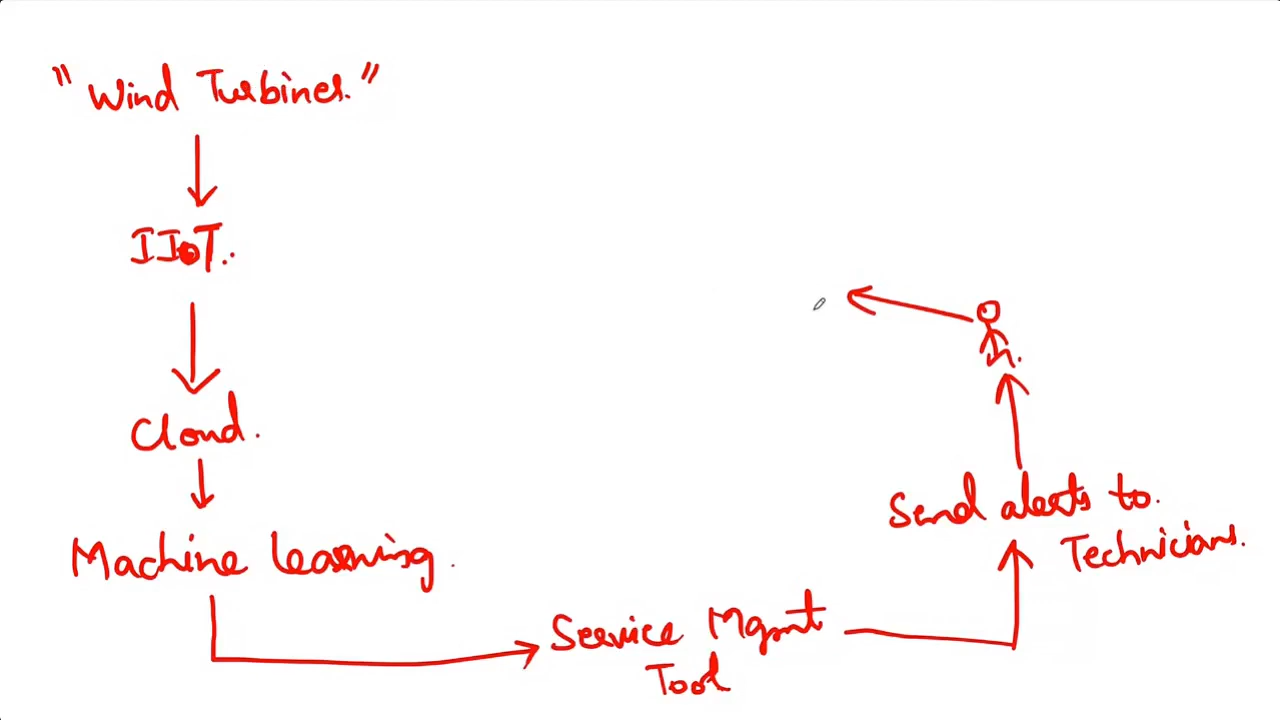 "Wind Turbines."
IIoT..
Cloud.
Machine learning.
Service Mgmt
Tool
Send alerts to.
Technicians.